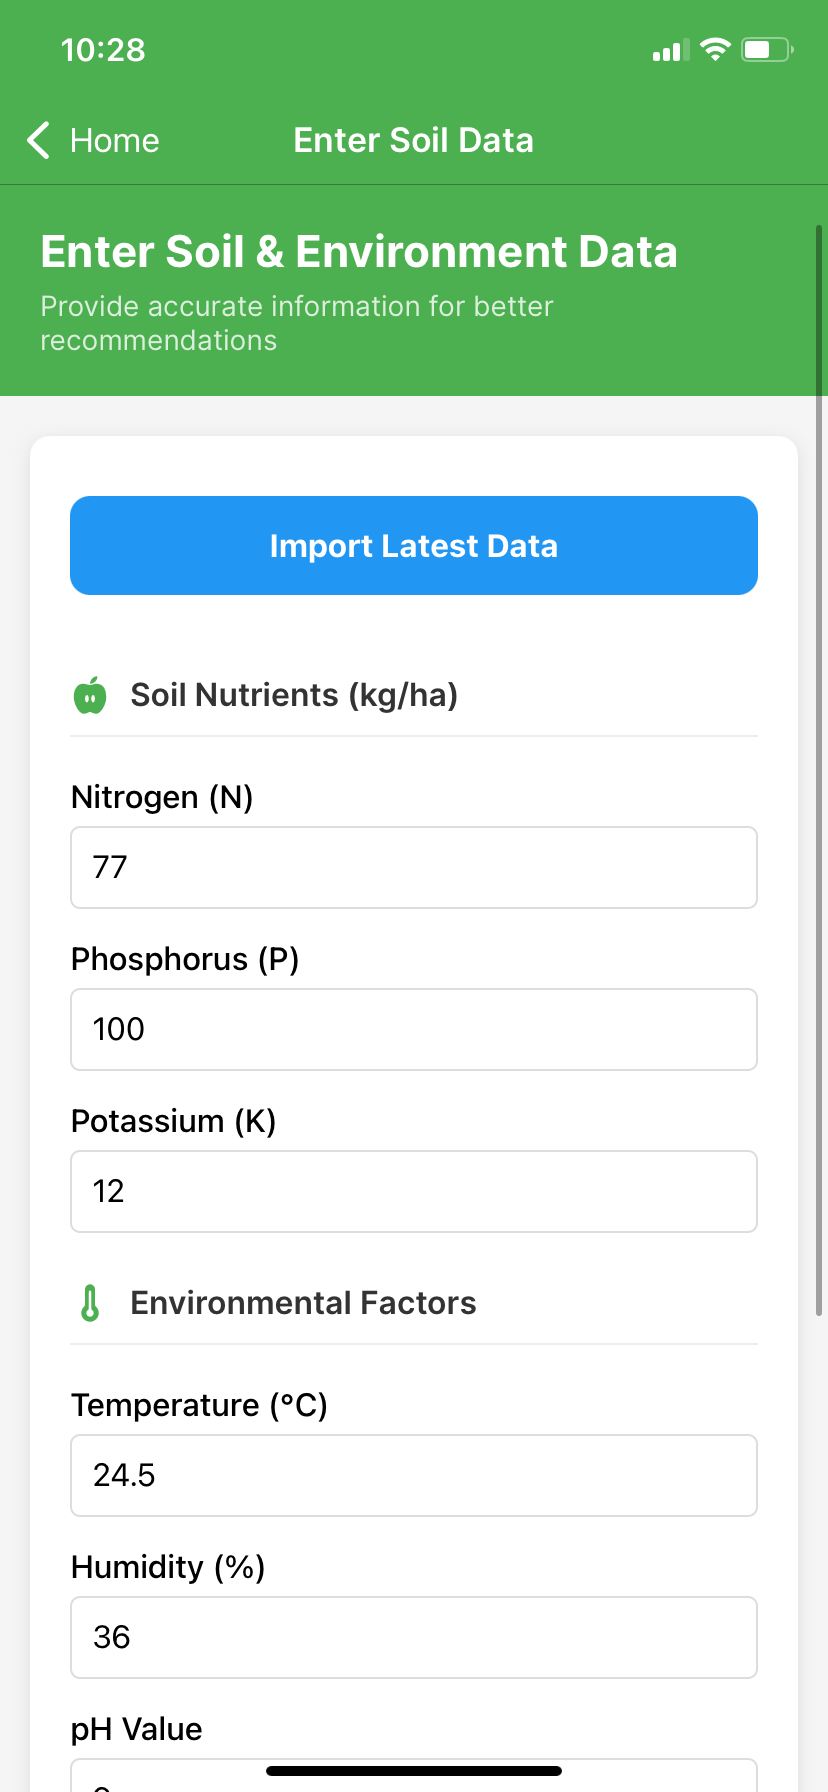 10:28
Home
Enter Soil Data
Enter Soil & Environment Data
Provide accurate information for better
recommendations
Import Latest Data
Soil Nutrients (kg/ha)
Nitrogen (N)
77
Phosphorus (P)
100
Potassium (K)
12
Environmental Factors
Temperature (°C)
24.5
Humidity (%)
36
pH Value